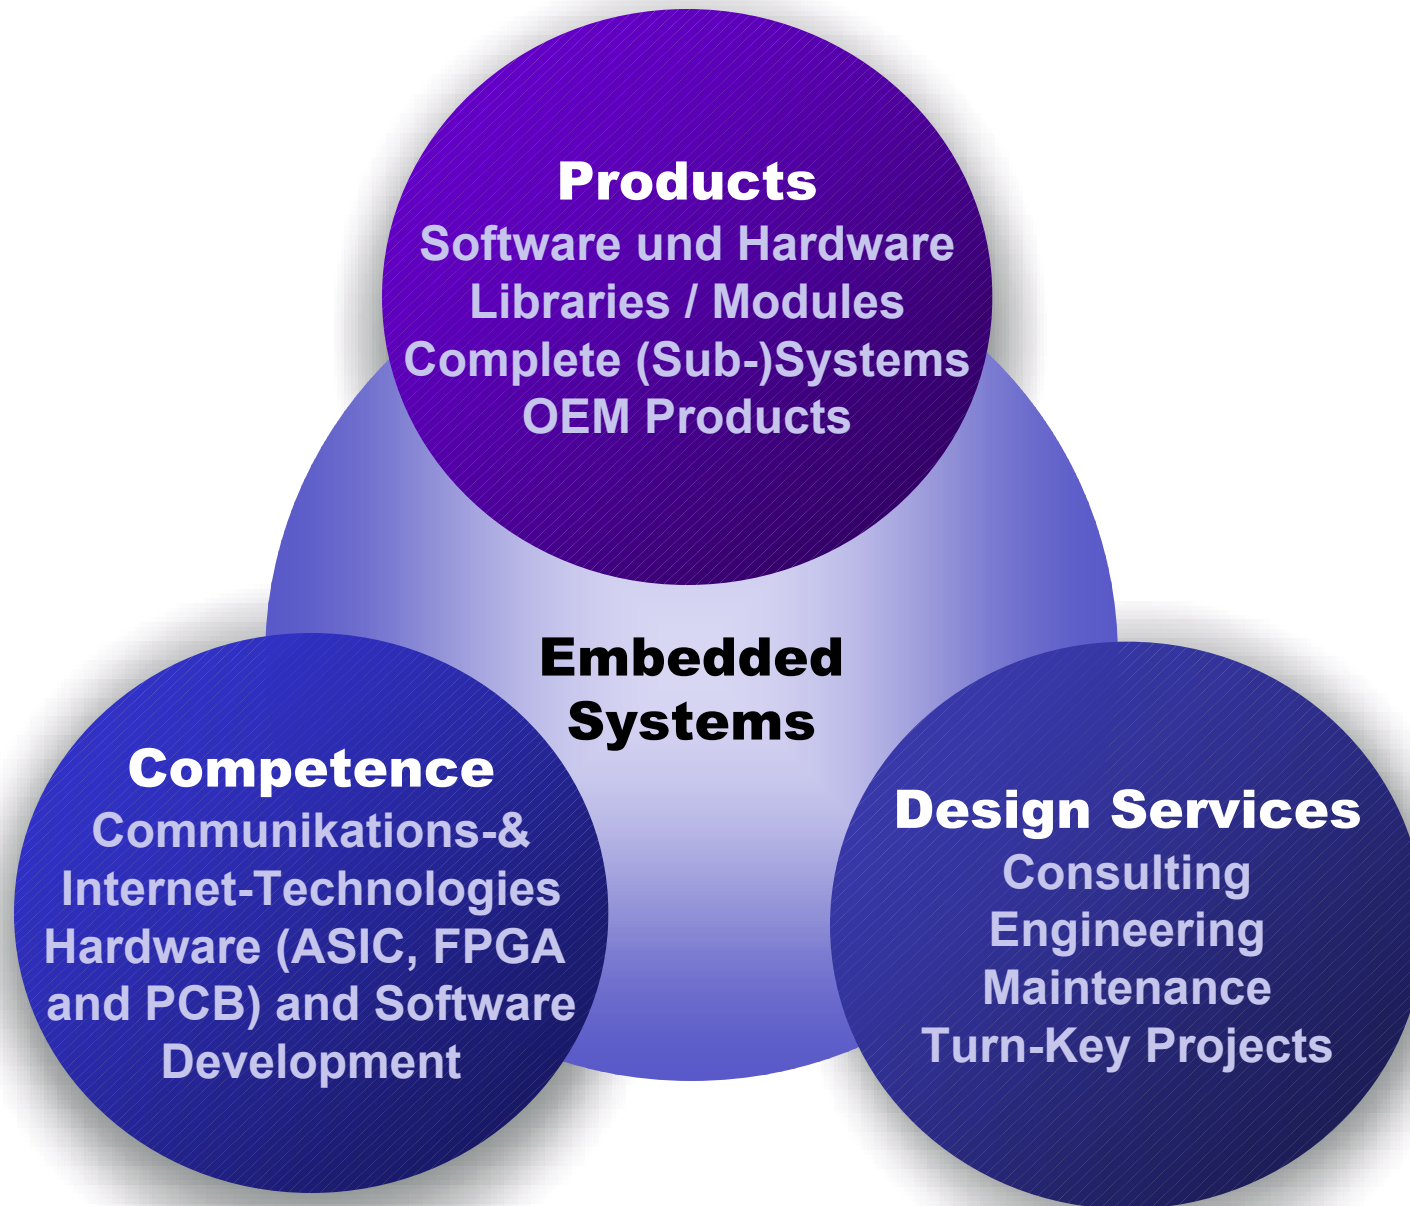 Products
Software und Hardware
Libraries / Modules
Complete (Sub-)Systems
OEM Products
Embedded
Systems
Competence
Communikations-&
Internet-Technologies
Hardware (ASIC, FPGA
and PCB) and Software
Development
Design Services
Consulting
Engineering
Maintenance
Turn-Key Projects